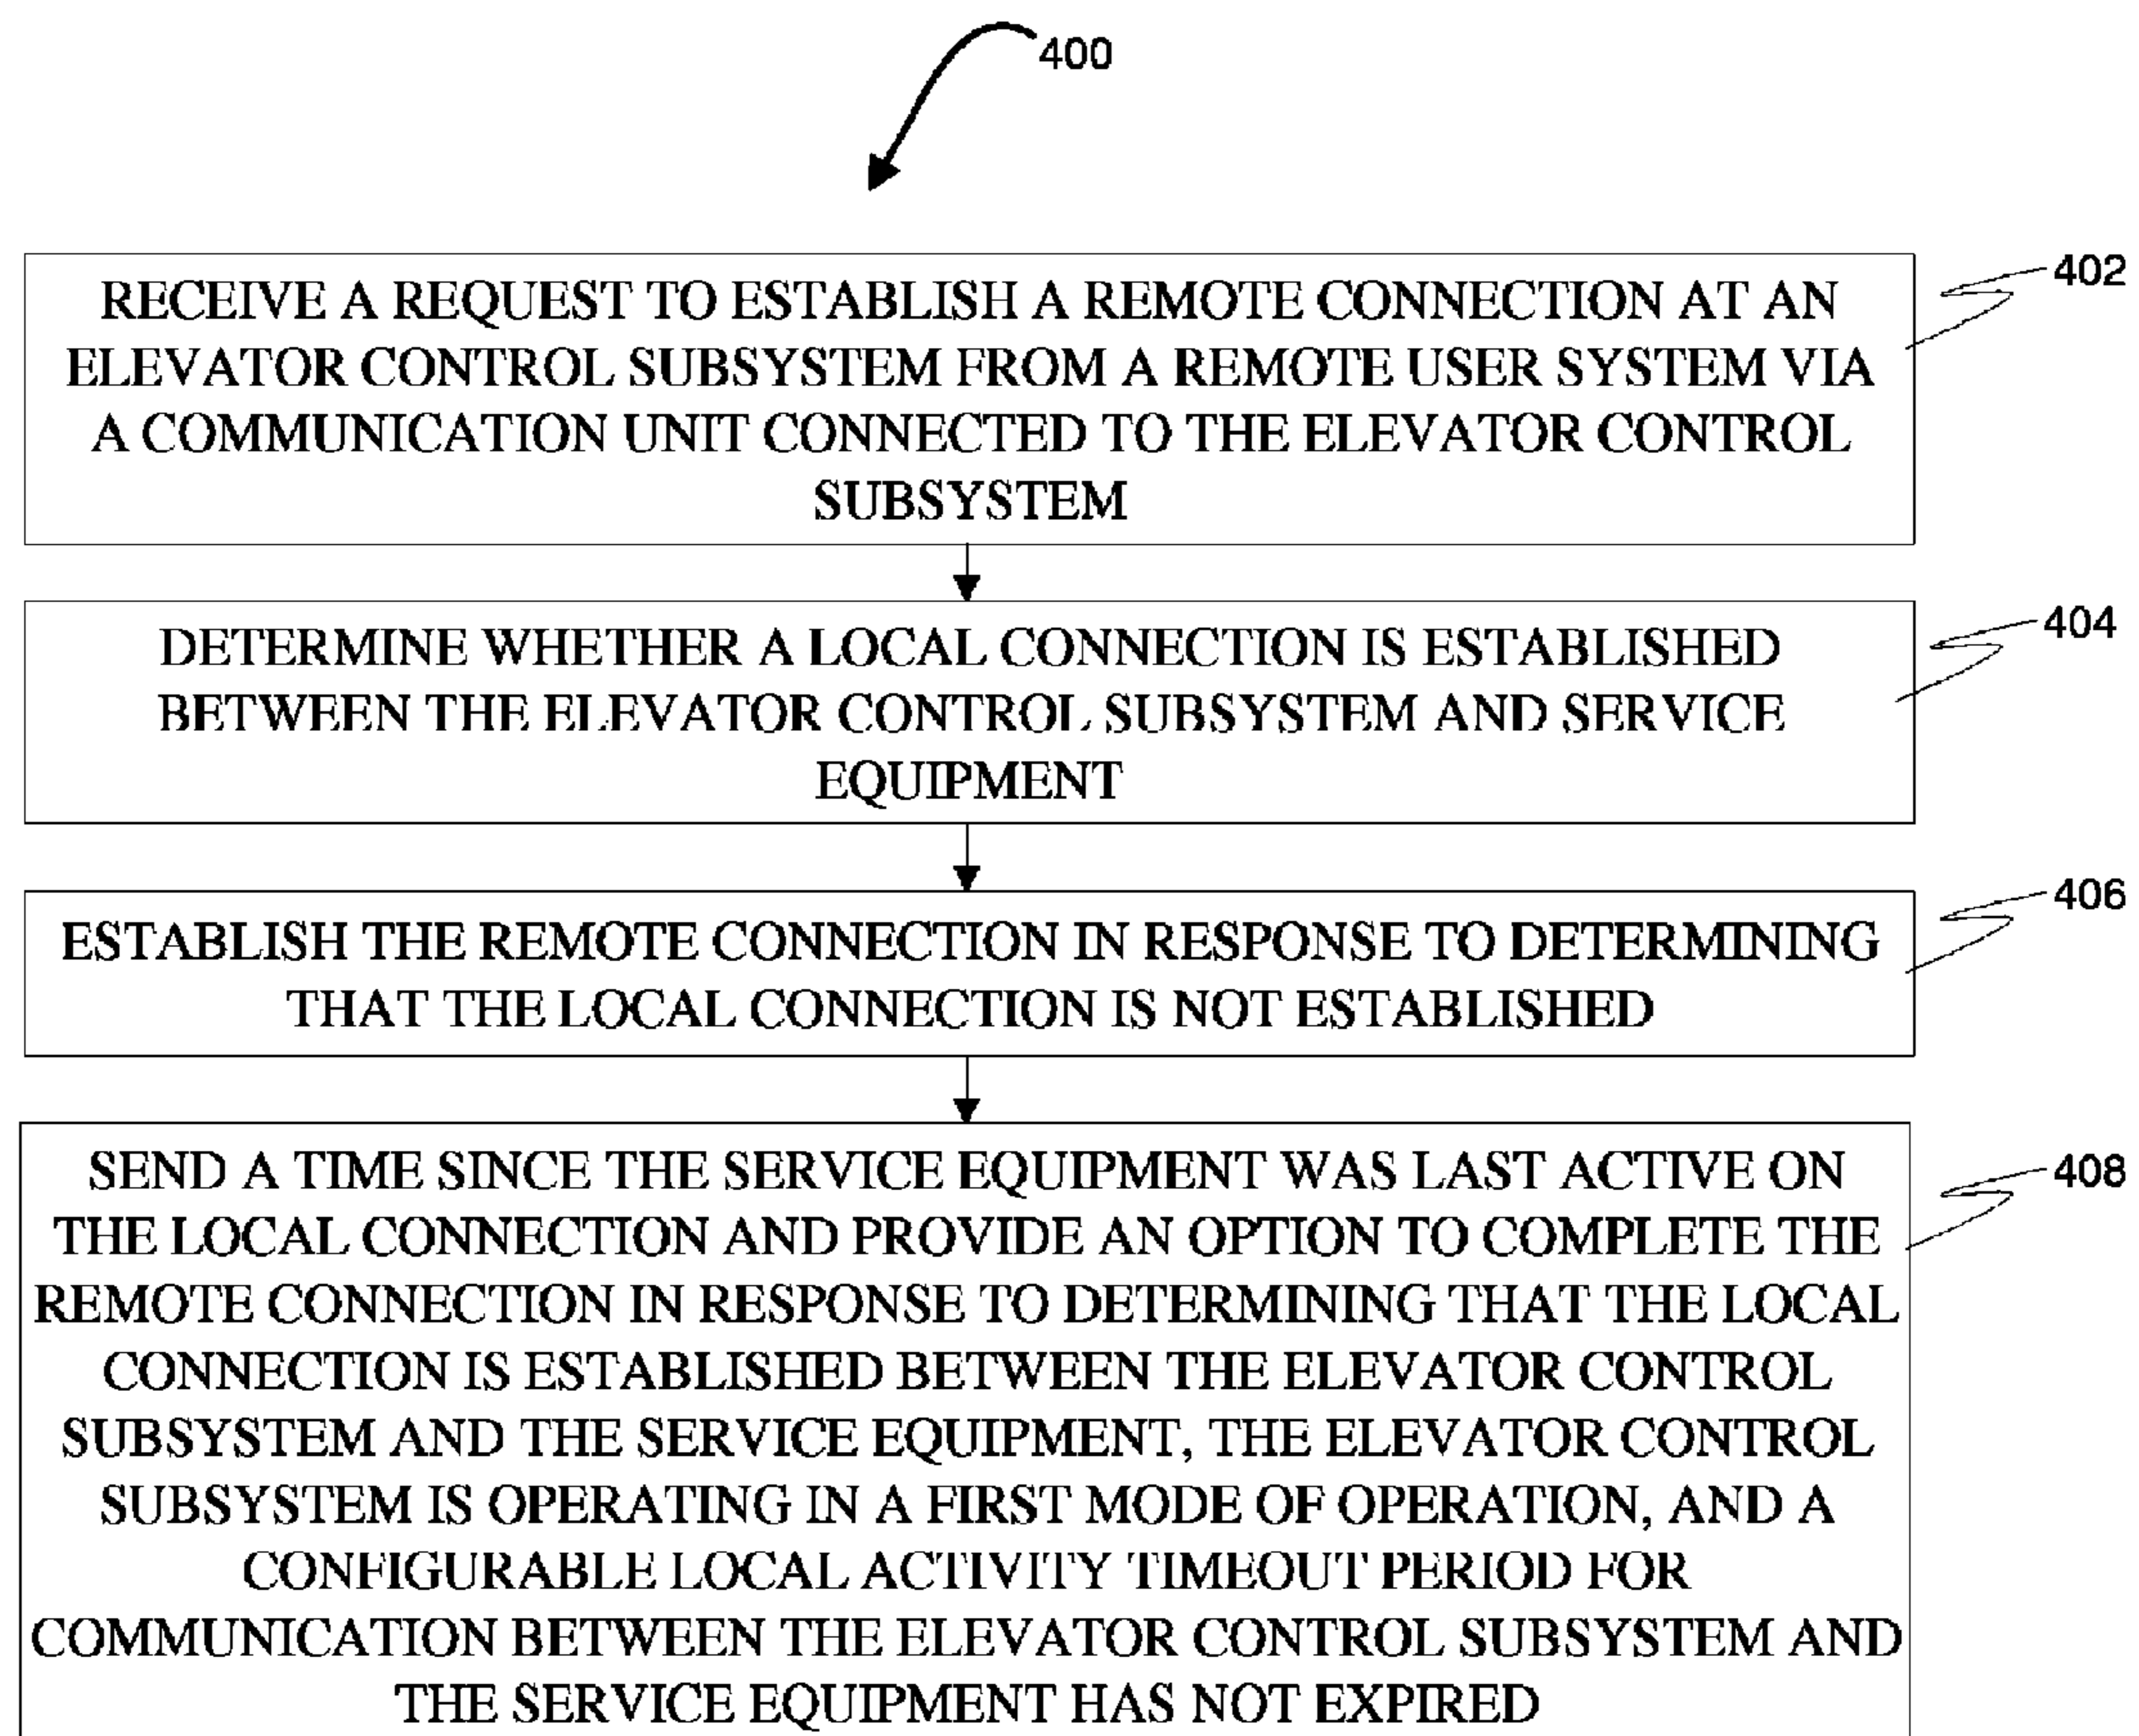 400
402
RECEIVE A REQUEST TO ESTABLISH A REMOTE CONNECTION AT AN
ELEVATOR CONTROL SUBSYSTEM FROM A REMOTE USER SYSTEM VIA
A COMMUNICATION UNIT CONNECTED TO THE ELEVATOR CONTROL
SUBSYSTEM
404
DETERMINE WHETHER A LOCAL CONNECTION IS ESTABLISHED
BETWEEN THE ELEVATOR CONTROL SUBSYSTEM AND SERVICE
EQUIPMENT
406
ESTABLISH THE REMOTE CONNECTION IN RESPONSE TO DETERMINING
THAT THE LOCAL CONNECTION IS NOT ESTABLISHED
408
SEND A TIME SINCE THE SERVICE EQUIPMENT WAS LAST ACTIVE ON
THE LOCAL CONNECTION AND PROVIDE AN OPTION TO COMPLETE THE
REMOTE CONNECTION IN RESPONSE TO DETERMINING THAT THE LOCAL
CONNECTION IS ESTABLISHED BETWEEN THE ELEVATOR CONTROL
SUBSYSTEM AND THE SERVICE EQUIPMENT, THE ELEVATOR CONTROL
SUBSYSTEM IS OPERATING IN A FIRST MODE OF OPERATION, AND A
CONFIGURABLE LOCAL ACTIVITY TIMEOUT PERIOD FOR
COMMUNICATION BETWEEN THE ELEVATOR CONTROL SUBSYSTEM AND
THE SERVICE EQUIPMENT HAS NOT EXPIRED